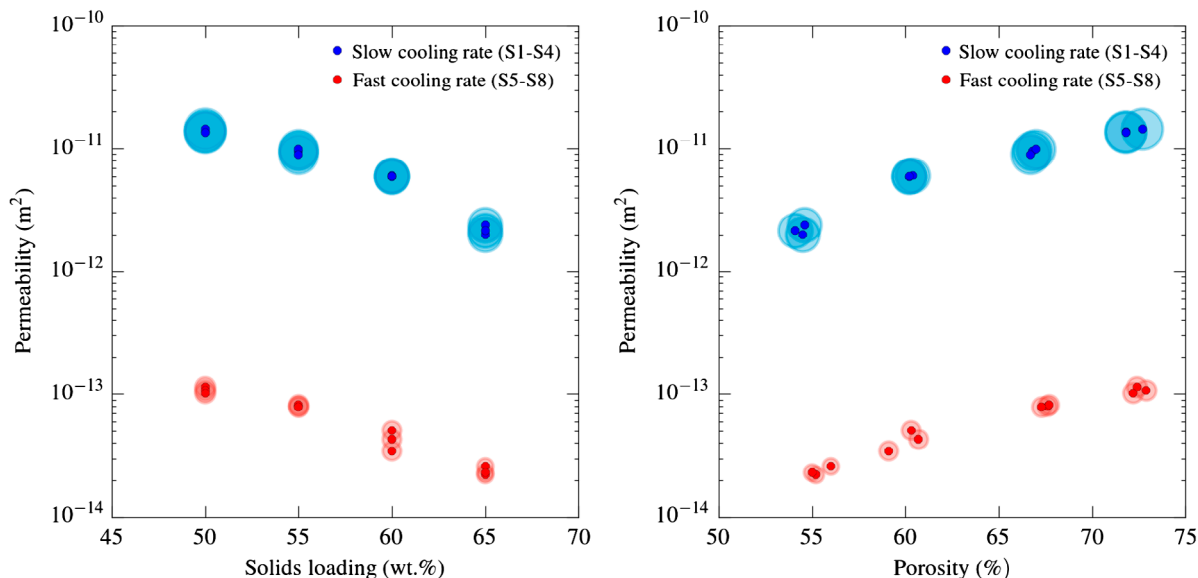 10⁻¹⁰
Slow cooling rate (S1-S4)
Fast cooling rate (S5-S8)
10⁻¹¹
10⁻¹²
10⁻¹³
10⁻¹⁴
Permeability (m²)
45 50 55 60 65 70
Solids loading (wt.%)
10⁻¹⁰
Slow cooling rate (S1-S4)
Fast cooling rate (S5-S8)
10⁻¹¹
10⁻¹²
10⁻¹³
10⁻¹⁴
Permeability (m²)
50 55 60 65 70 75
Porosity (%)